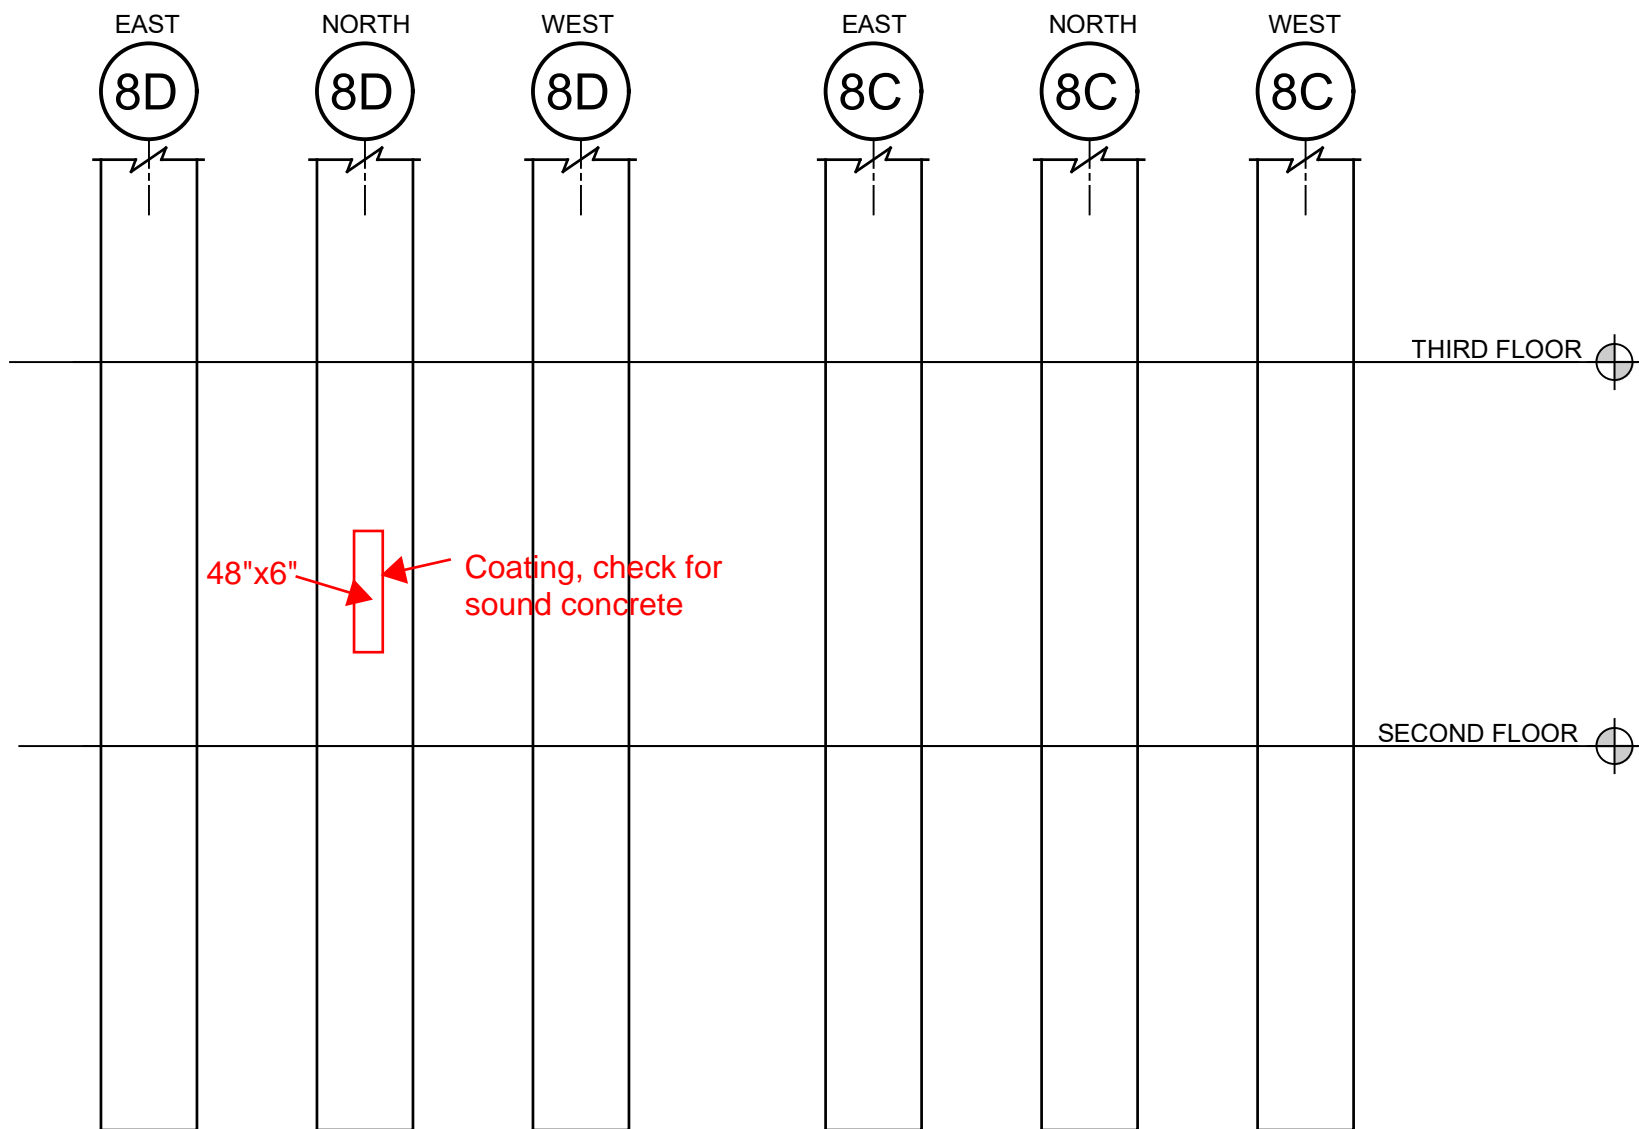 EAST NORTH WEST EAST NORTH WEST
8D 8D 8D 8C 8C 8C
THIRD FLOOR
48"x6"
Coating, check for
sound concrete
SECOND FLOOR